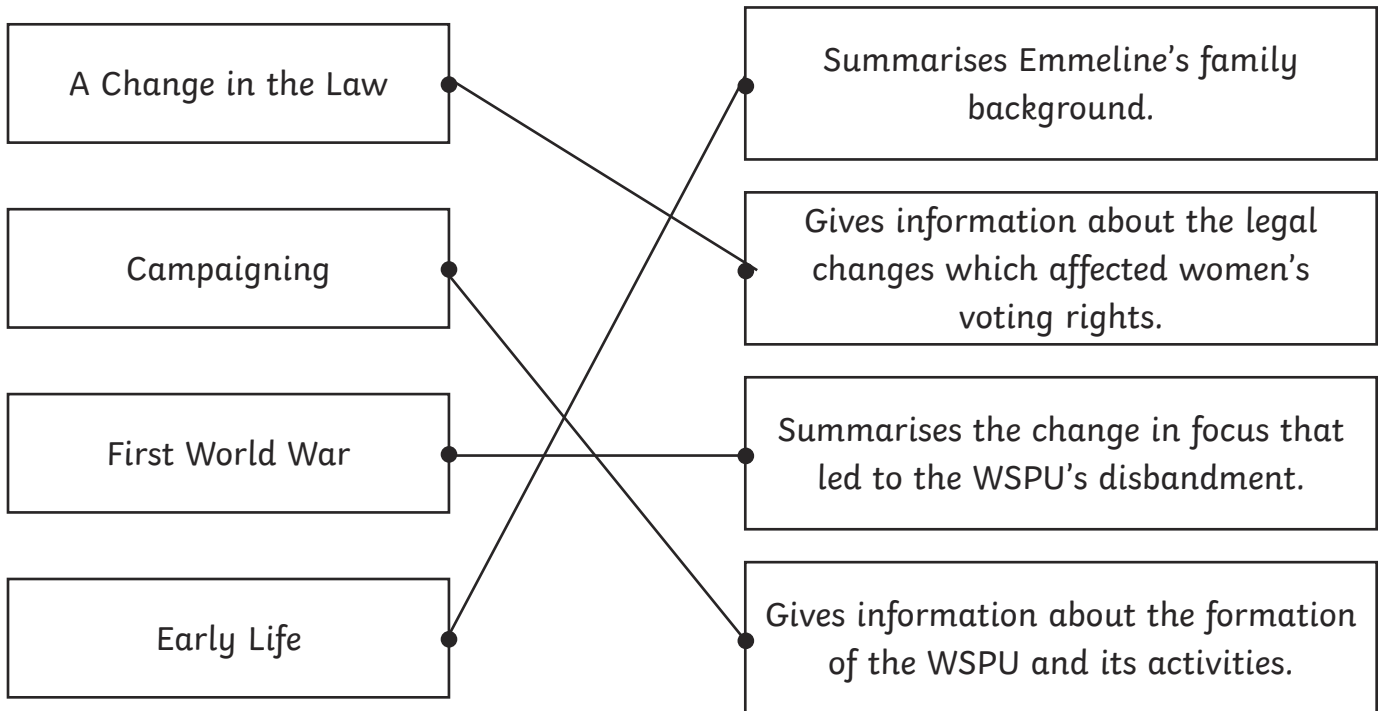 A Change in the Law
Campaigning
First World War
Early Life
Summarises Emmeline's family
background.
Gives information about the legal
changes which affected women's
voting rights.
Summarises the change in focus that
led to the WSPU's disbandment.
Gives information about the formation
of the WSPU and its activities.